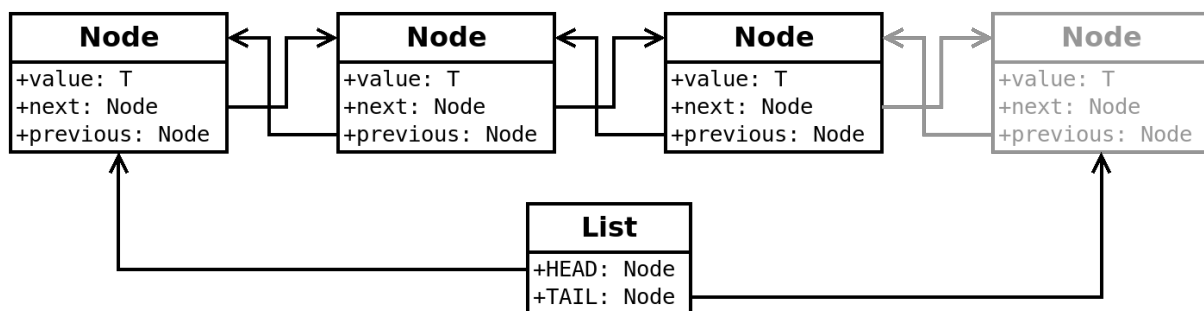 Node
+value: T
+next: Node
+previous: Node
Node
+value: T
+next: Node
+previous: Node
Node
+value: T
+next: Node
+previous: Node
Node
+value: T
+next: Node
+previous: Node
List
+HEAD: Node
+TAIL: Node